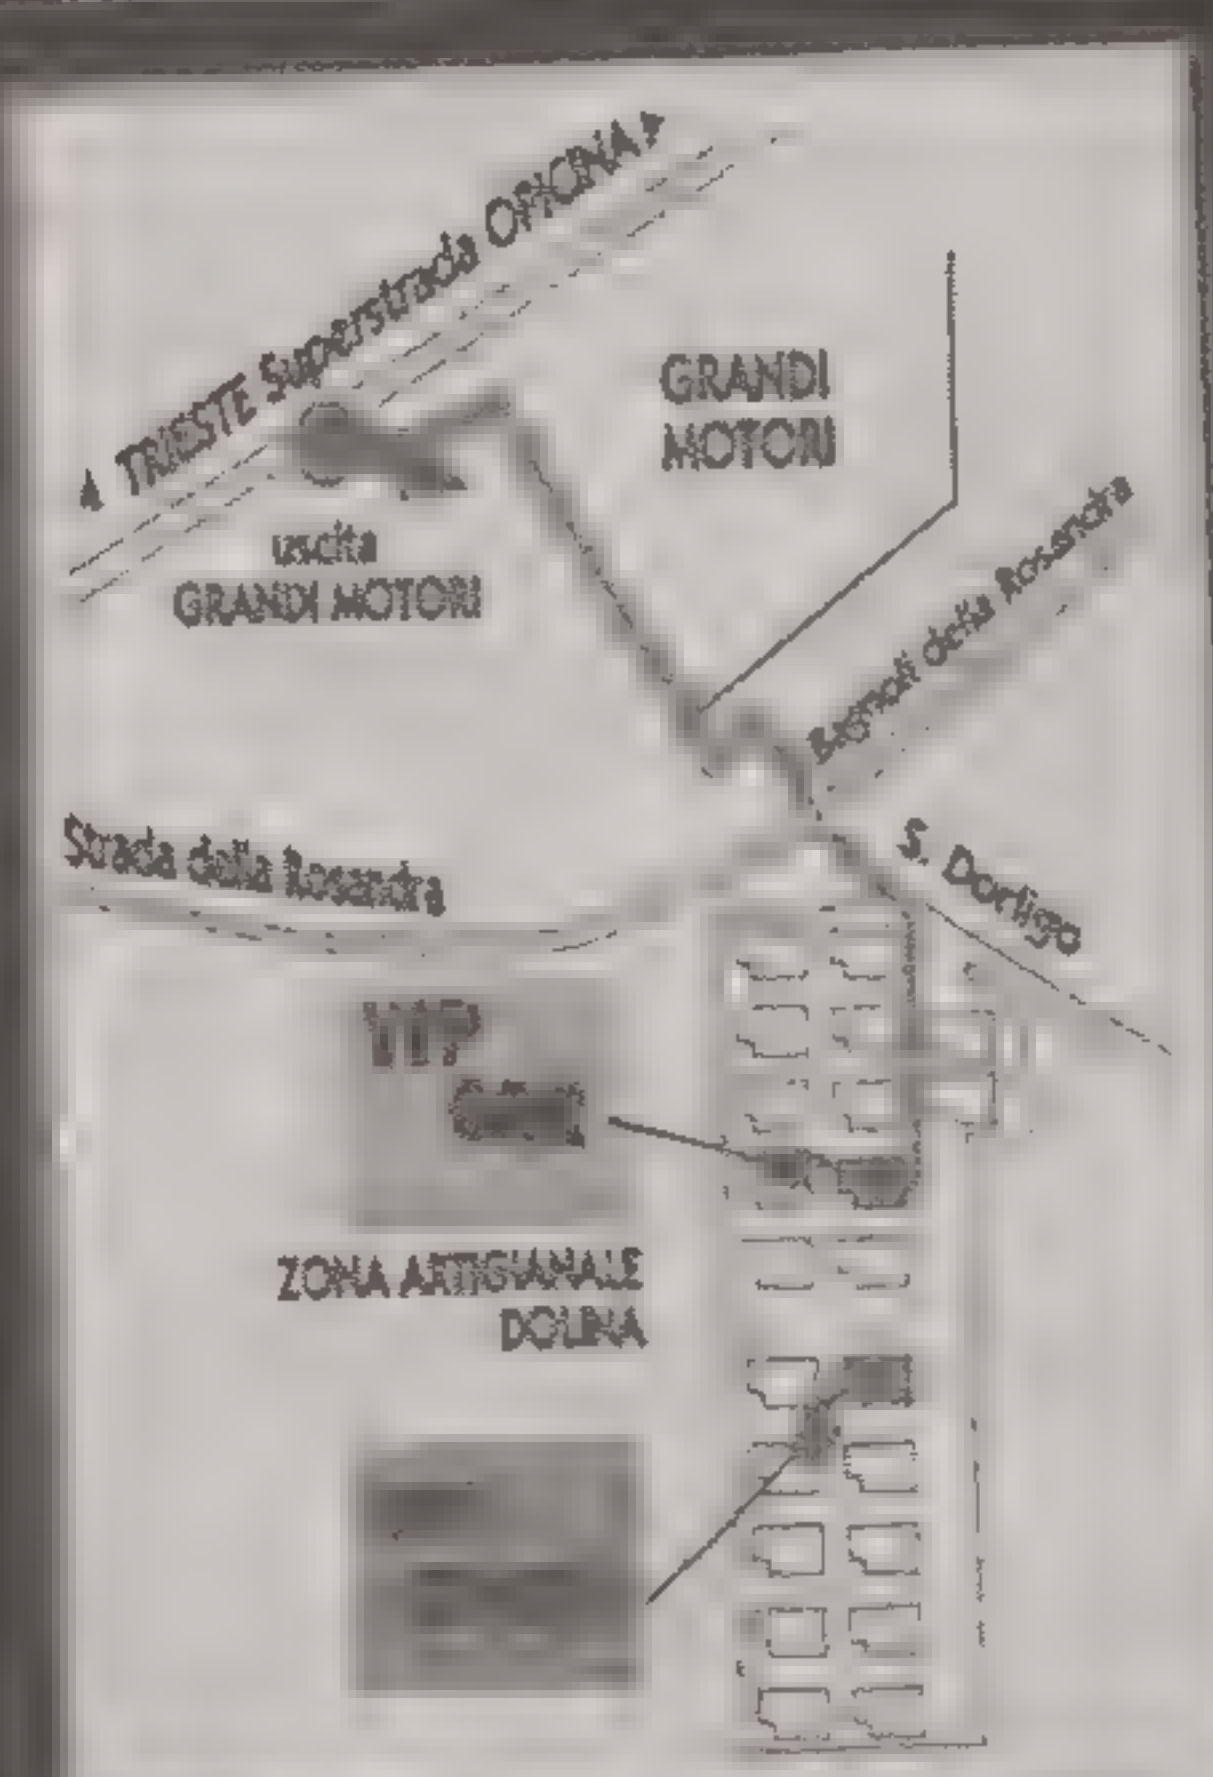 TRIESTE Superstrada OPICINA
GRANDI
MOTORI
uscita
GRANDI MOTORI
Bagnoli della Rosandra
Strada della Rosandra
S. Dorligo
VIP
ZONA ARTIGIANALE
DOLINA